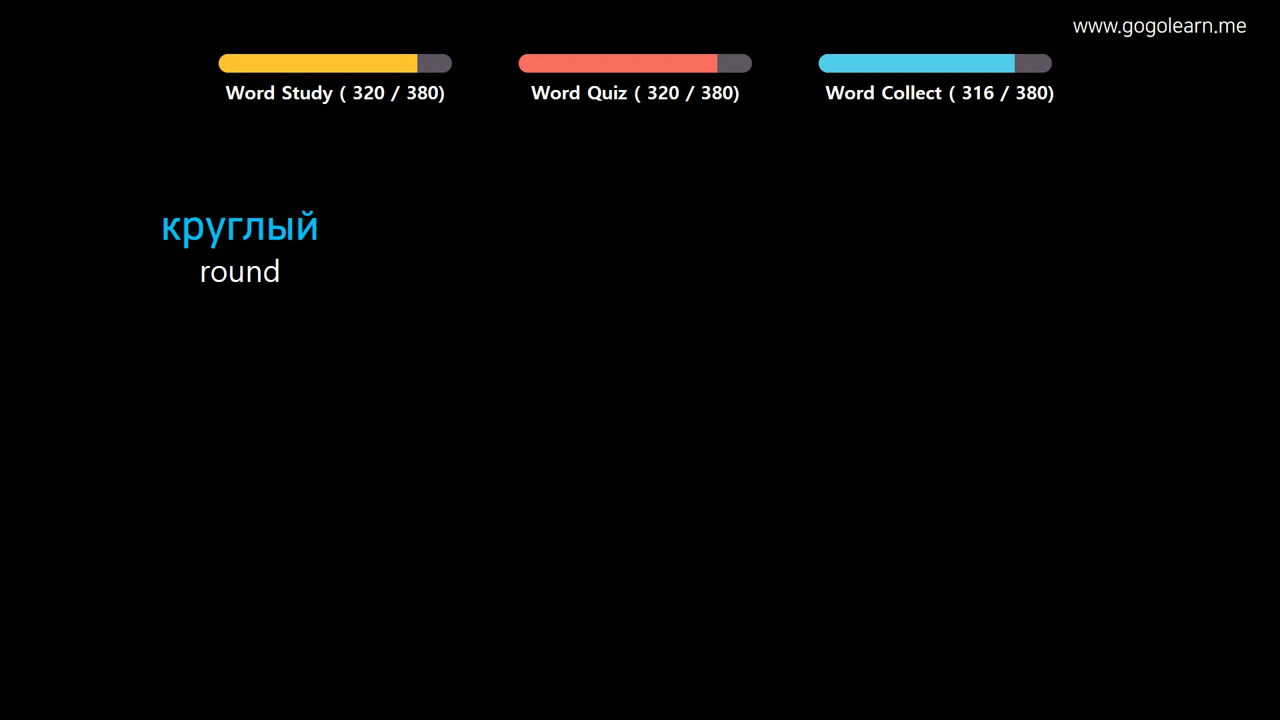 www.gogolearn.me
Word Study ( 320 / 380)
Word Quiz ( 320 / 380)
Word Collect ( 316 / 380)
круглый
round